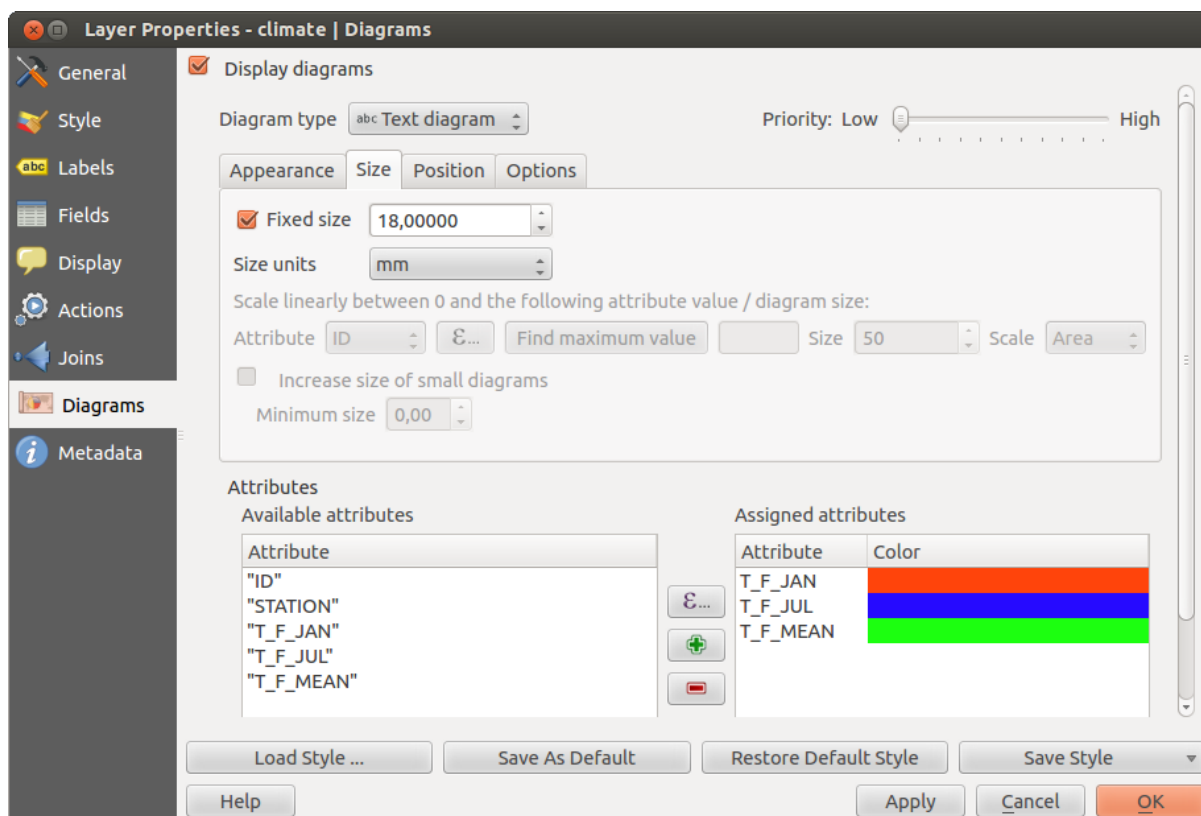 Layer Properties - climate | Diagrams
General
Style
abc Labels
Fields
Display
Actions
Joins
Diagrams
i Metadata
Display diagrams
Diagram type abc Text diagram Priority: Low High
Appearance Size Position Options
Fixed size 18,00000
Size units mm
Scale linearly between 0 and the following attribute value / diagram size:
Attribute ID ε... Find maximum value Size 50 Scale Area
Increase size of small diagrams
Minimum size 0,00
Attributes
Available attributes
Attribute
"ID"
"STATION"
"T_F_JAN"
"T_F_JUL"
"T_F_MEAN"
ε...
Assigned attributes
Attribute Color
T_F_JAN
T_F_JUL
T_F_MEAN
Load Style ... Save As Default Restore Default Style Save Style
Help Apply Cancel OK